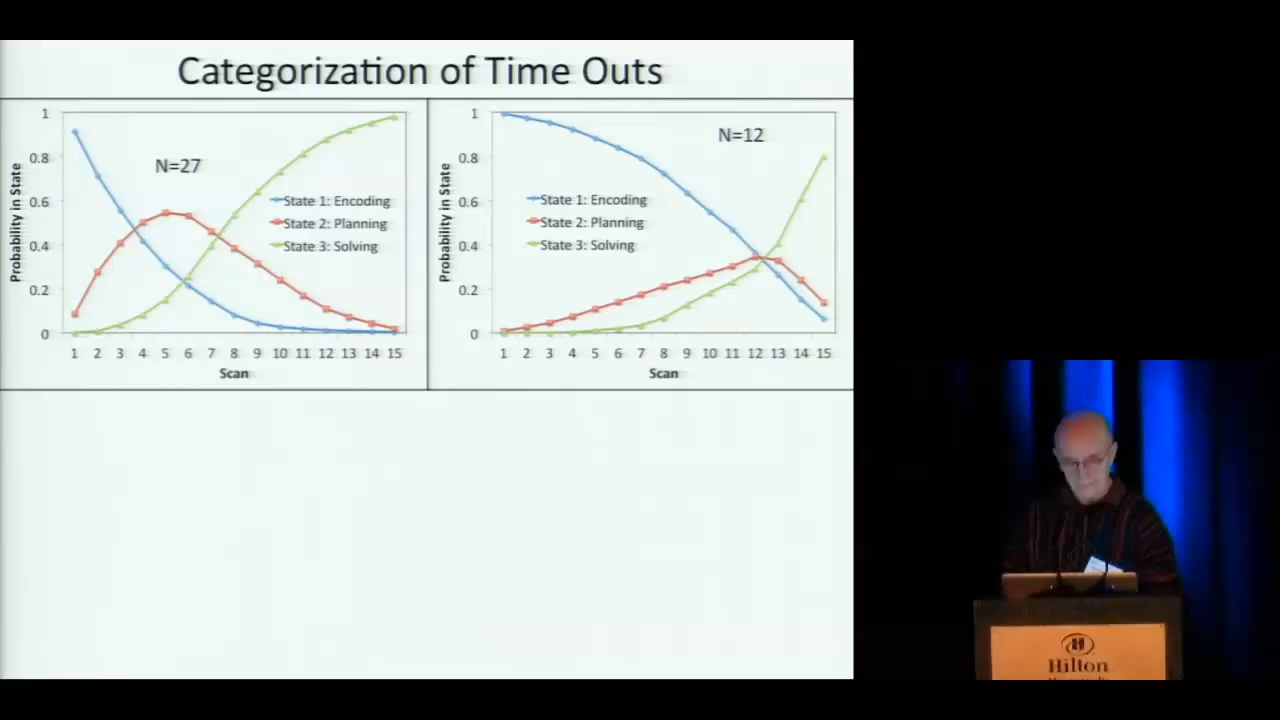 Categorization of Time Outs
Probability in State
1
0.8
0.6
0.4
0.2
0
N=27
State 1: Encoding
State 2: Planning
State 3: Solving
1 2 3 4 5 6 7 8 9 10 11 12 13 14 15
Scan
Probability in State
1
0.8
0.6
0.4
0.2
0
N=12
State 1: Encoding
State 2: Planning
State 3: Solving
1 2 3 4 5 6 7 8 9 10 11 12 13 14 15
Scan
H
Hilton